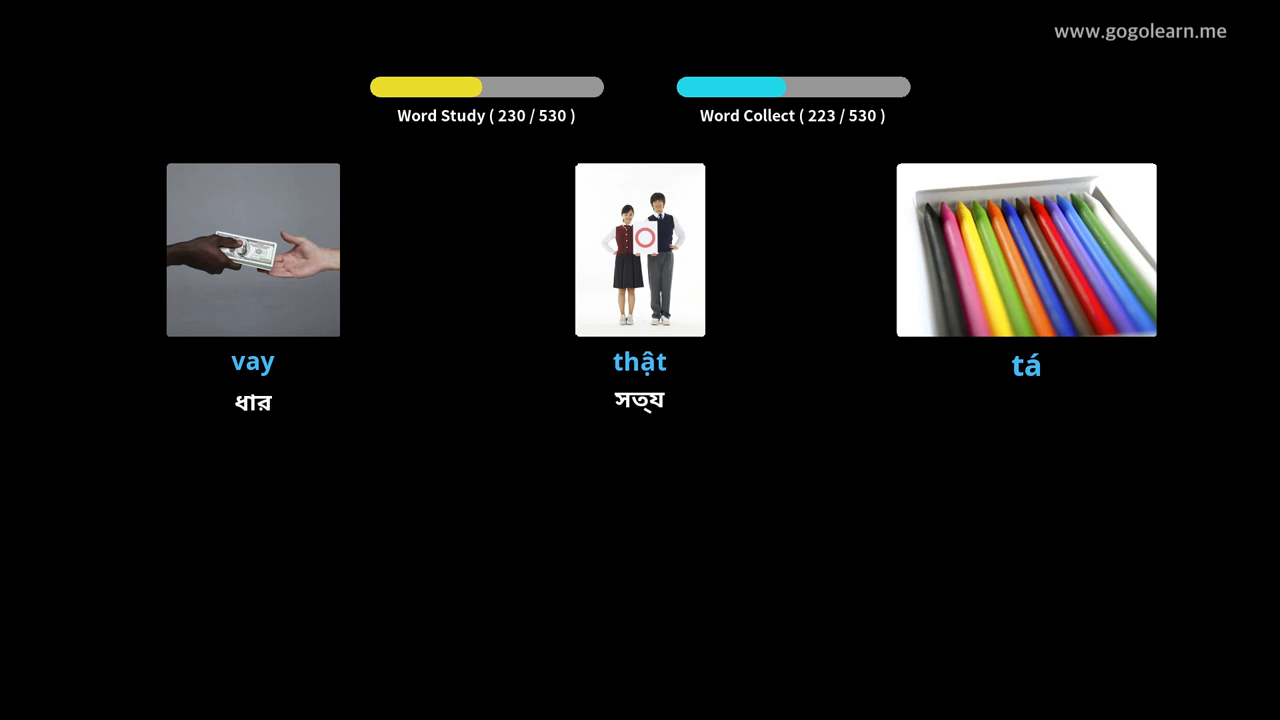 www.gogolearn.me
Word Study ( 230 / 530 )
Word Collect ( 223 / 530 )
vay
thật
tá
ধার
সত্য